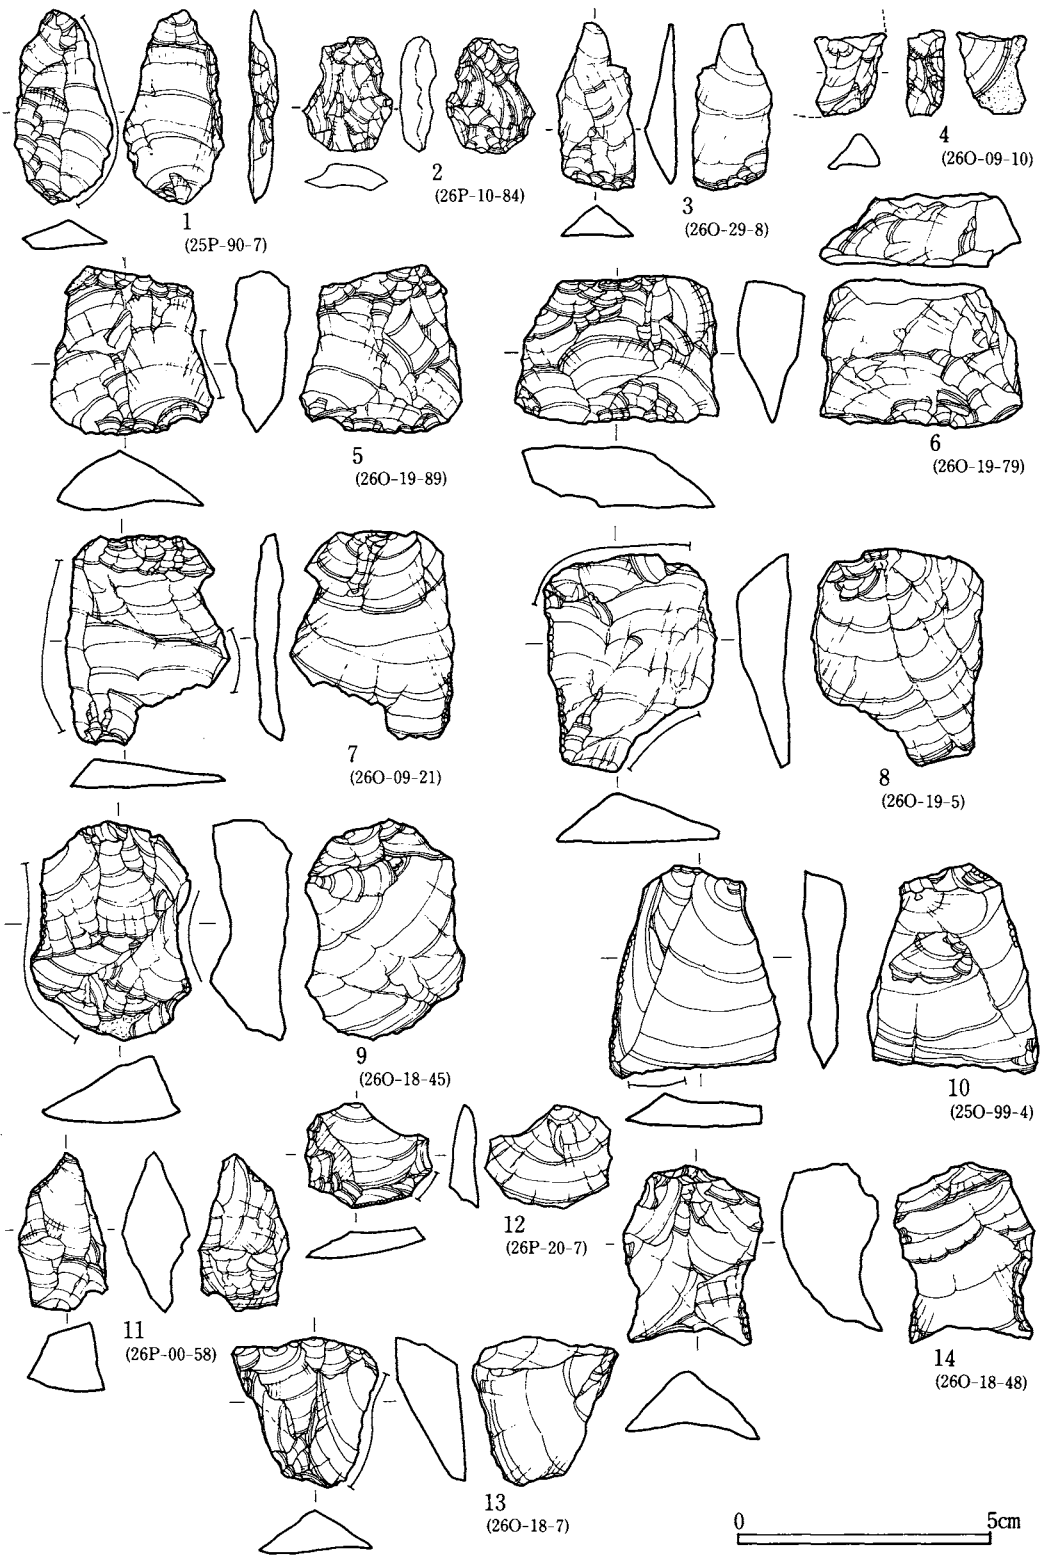 1
(25P-90-7)
2
(26P-10-84)
3
(26O-29-8)
4
(26O-09-10)
5
(26O-19-89)
6
(26O-19-79)
7
(26O-09-21)
8
(26O-19-5)
9
(26O-18-45)
10
(25O-99-4)
11
(26P-00-58)
12
(26P-20-7)
13
(26O-18-7)
14
(26O-18-48)
0 5cm